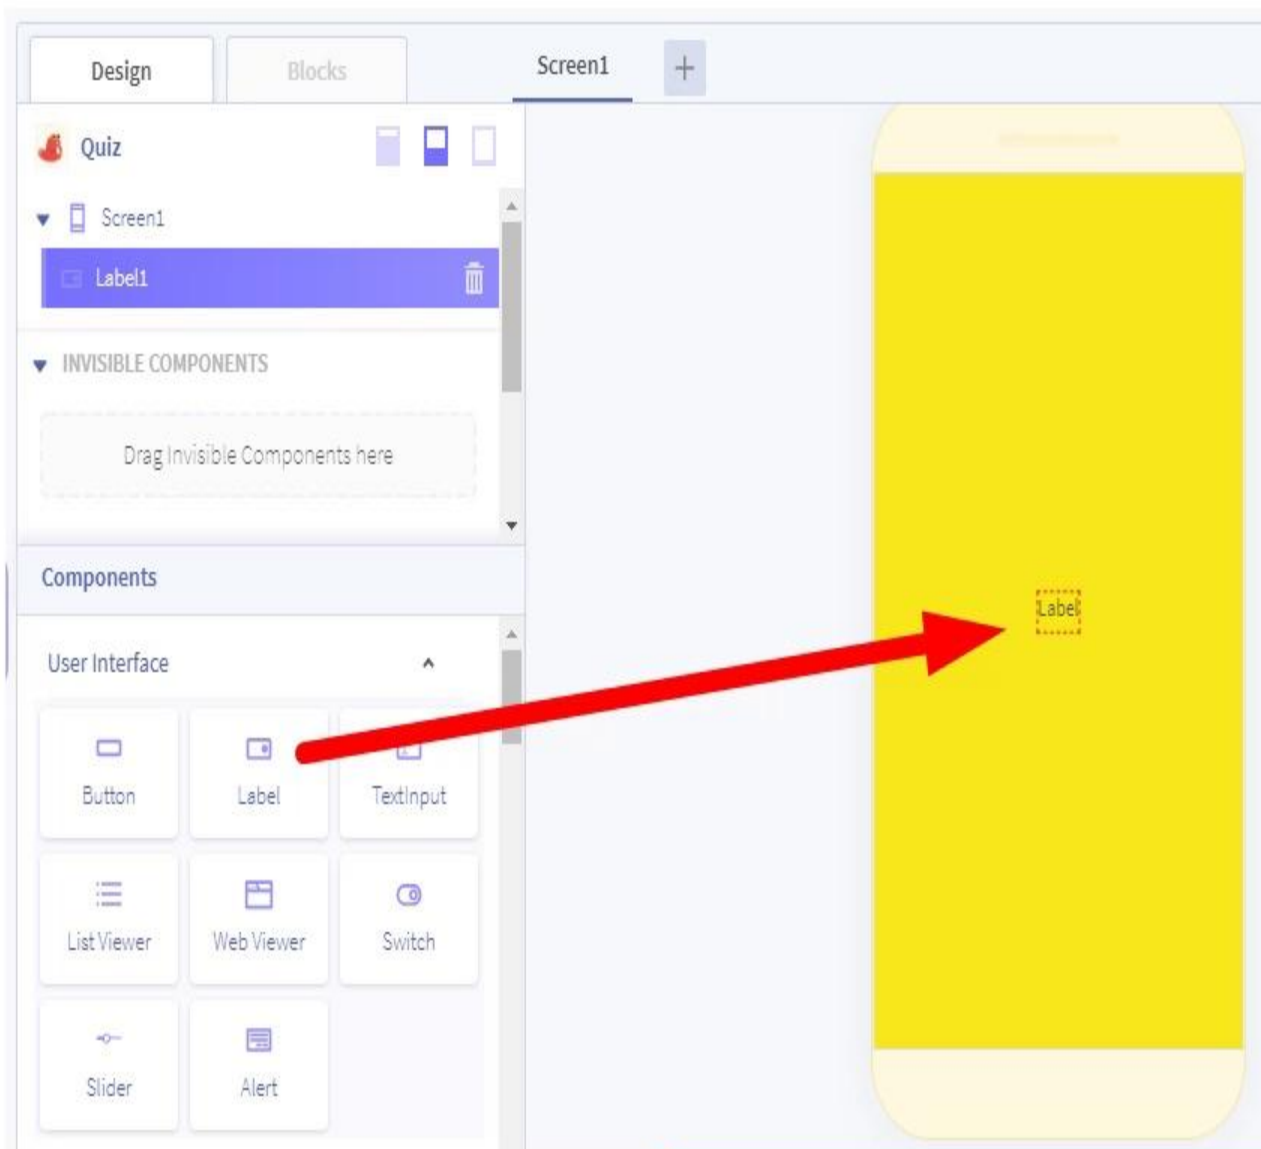 Design
Blocks
Screen1
+
Quiz
Screen1
Label1
INVISIBLE COMPONENTS
Drag Invisible Components here
Components
User Interface
Button
Label
TextInput
List Viewer
Web Viewer
Switch
Slider
Alert
Label